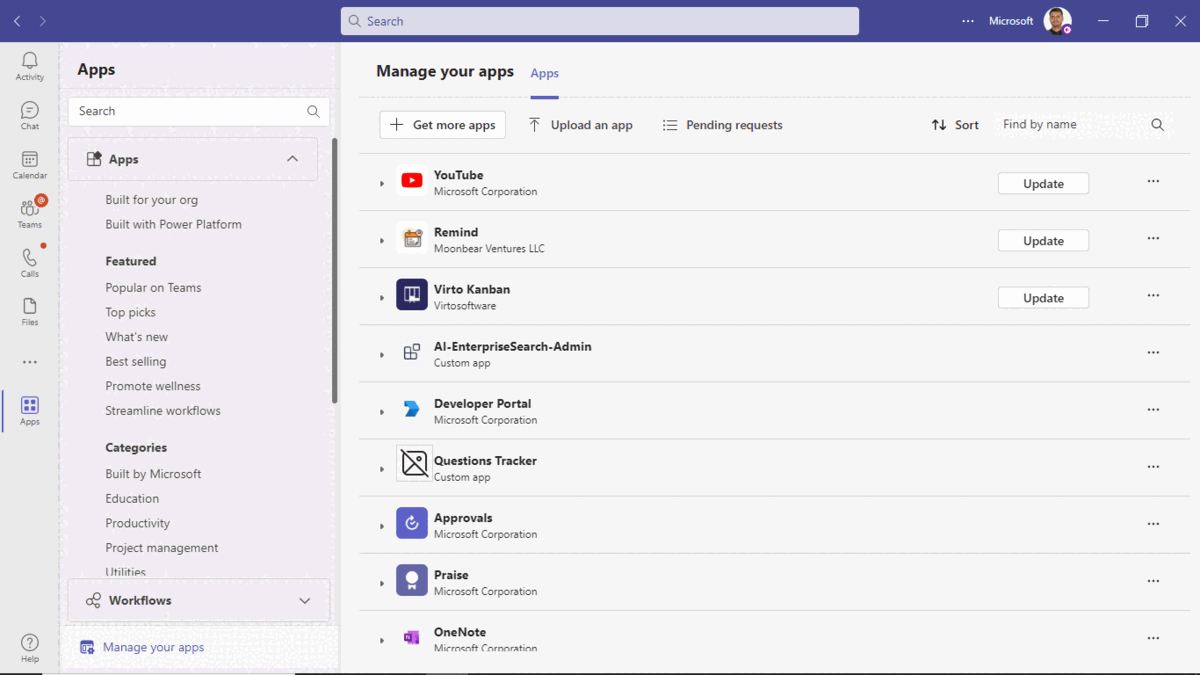 Search
Microsoft
Activity
Chat
Calendar
Teams
@
Calls
Files
Apps
Help
Apps
Search
Apps
Built for your org
Built with Power Platform
Featured
Popular on Teams
Top picks
What's new
Best selling
Promote wellness
Streamline workflows
Categories
Built by Microsoft
Education
Productivity
Project management
Utilities
Workflows
Manage your apps
Manage your apps
Apps
Get more apps
Upload an app
Pending requests
Sort
Find by name
YouTube
Microsoft Corporation
Update
Remind
Moonbear Ventures LLC
Update
Virto Kanban
Virtosoftware
Update
AI-EnterpriseSearch-Admin
Custom app
Developer Portal
Microsoft Corporation
Questions Tracker
Custom app
Approvals
Microsoft Corporation
Praise
Microsoft Corporation
OneNote
Microsoft Corporation